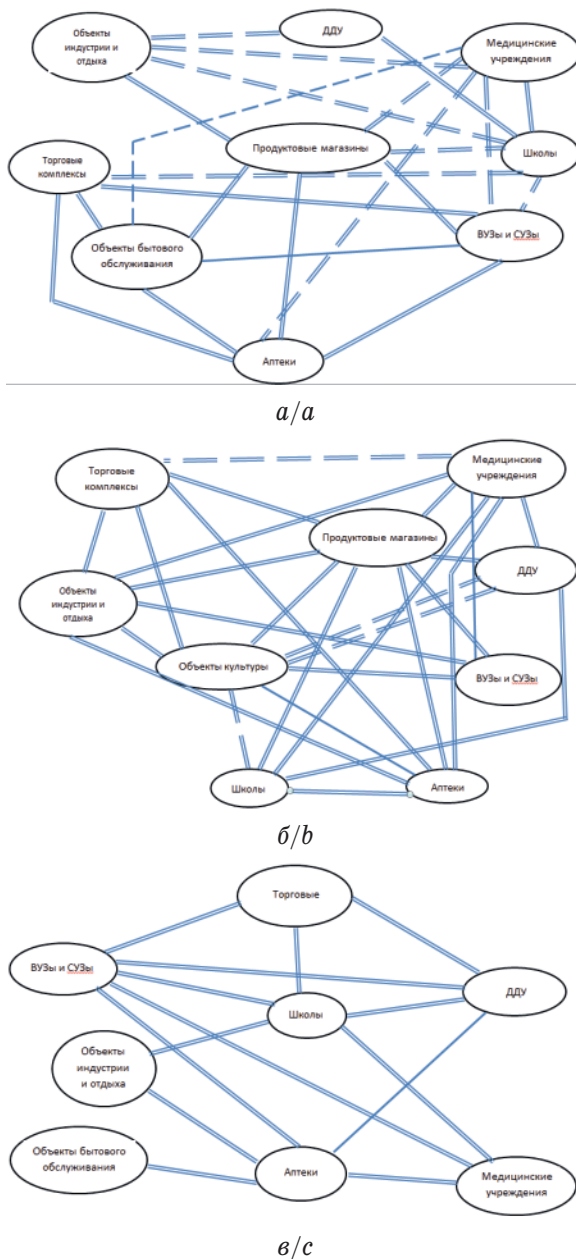 Объекты
индустрии и
отдыха
ДДУ
Медицинские
учреждения
Продуктовые магазины
Школы
Торговые
комплексы
ВУЗы и СУЗы
Объекты бытового
обслуживания
Аптеки
а/a
Торговые
комплексы
Медицинские
учреждения
Продуктовые магазины
ДДУ
Объекты
индустрии и
отдыха
Объекты культуры
ВУЗы и СУЗы
Школы
Аптеки
б/b
Торговые
ВУЗы и СУЗы
ДДУ
Школы
Объекты
индустрии
и отдыха
Объекты бытового
обслуживания
Аптеки
Медицинские
учреждения
в/c